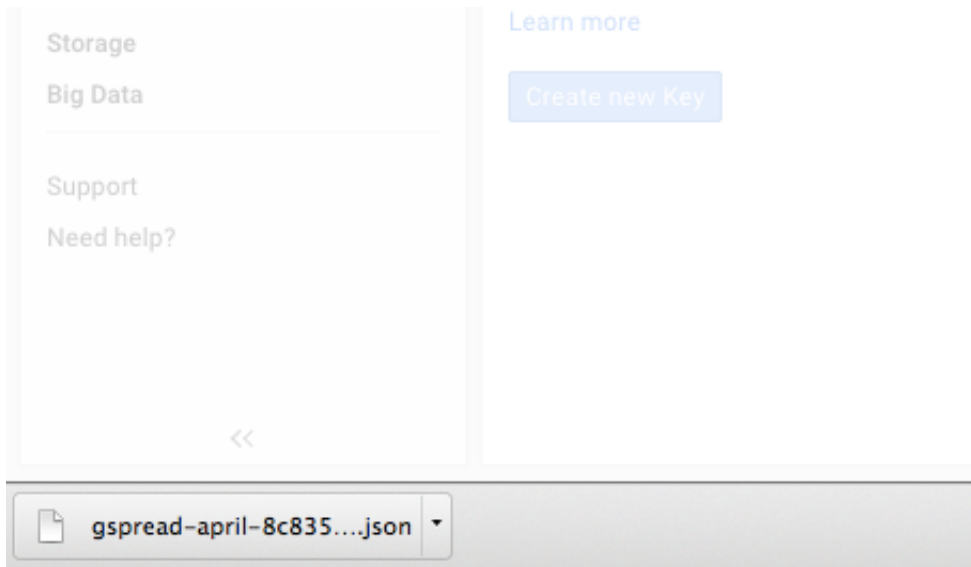 Storage
Big Data
Support
Need help?
Learn more
Create new Key
gspread-april-8c835....json